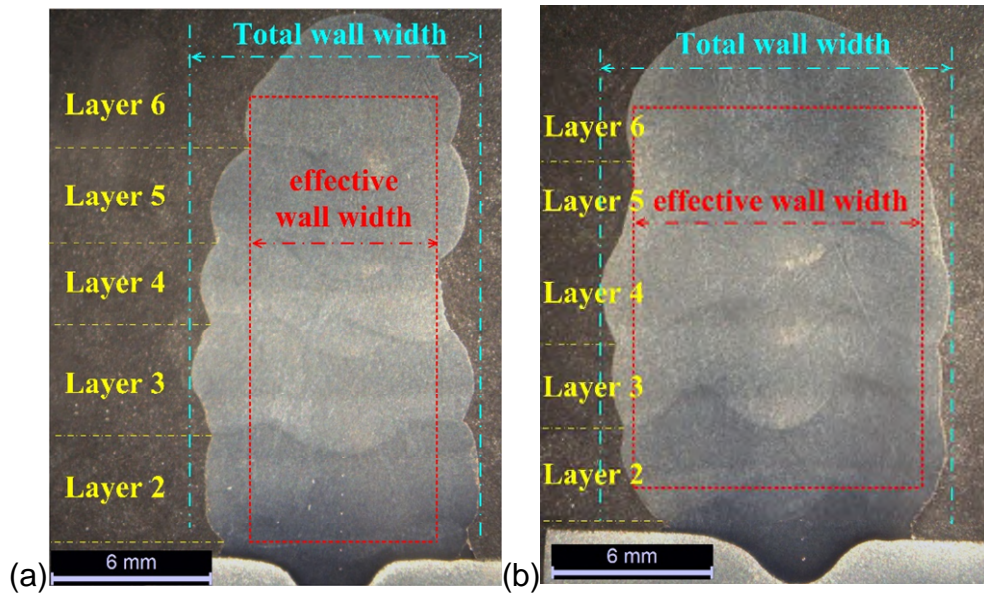 Total wall width
Layer 6
Layer 5
effective
wall width
Layer 4
Layer 3
Layer 2
6 mm
(a)
Total wall width
Layer 6
Layer 5
effective wall width
Layer 4
Layer 3
Layer 2
6 mm
(b)